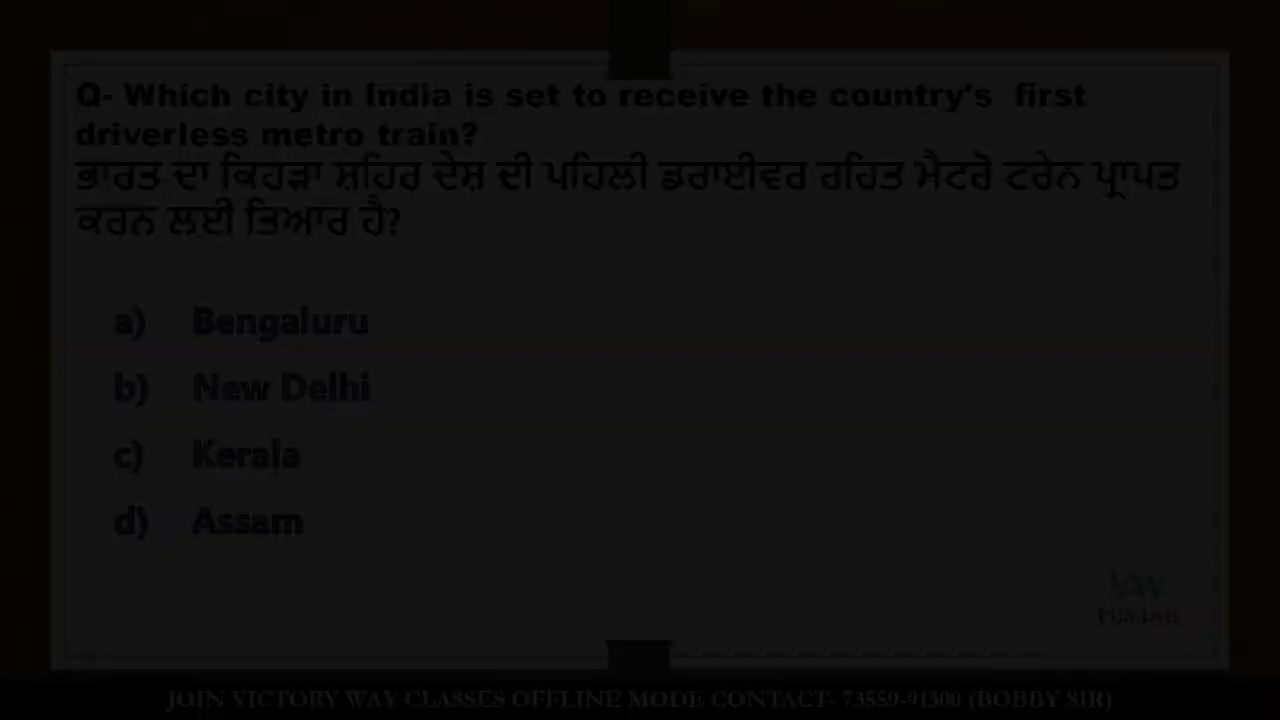 Q- Which city in India is set to receive the country's first
driverless metro train?
ਭਾਰਤ ਦਾ ਕਿਹੜਾ ਸ਼ਹਿਰ ਦੇਸ਼ ਦੀ ਪਹਿਲੀ ਡਰਾਈਵਰ ਰਹਿਤ ਮੈਟਰੋ ਟਰੇਨ ਪ੍ਰਾਪਤ
ਕਰਨ ਲਈ ਤਿਆਰ ਹੈ?
a) Bengaluru
b) New Delhi
c) Kerala
d) Assam
PUNJAB
JOIN VICTORY WAY CLASSES OFFLINE MODE CONTACT- 73559-91300 (BOBBY SIR)